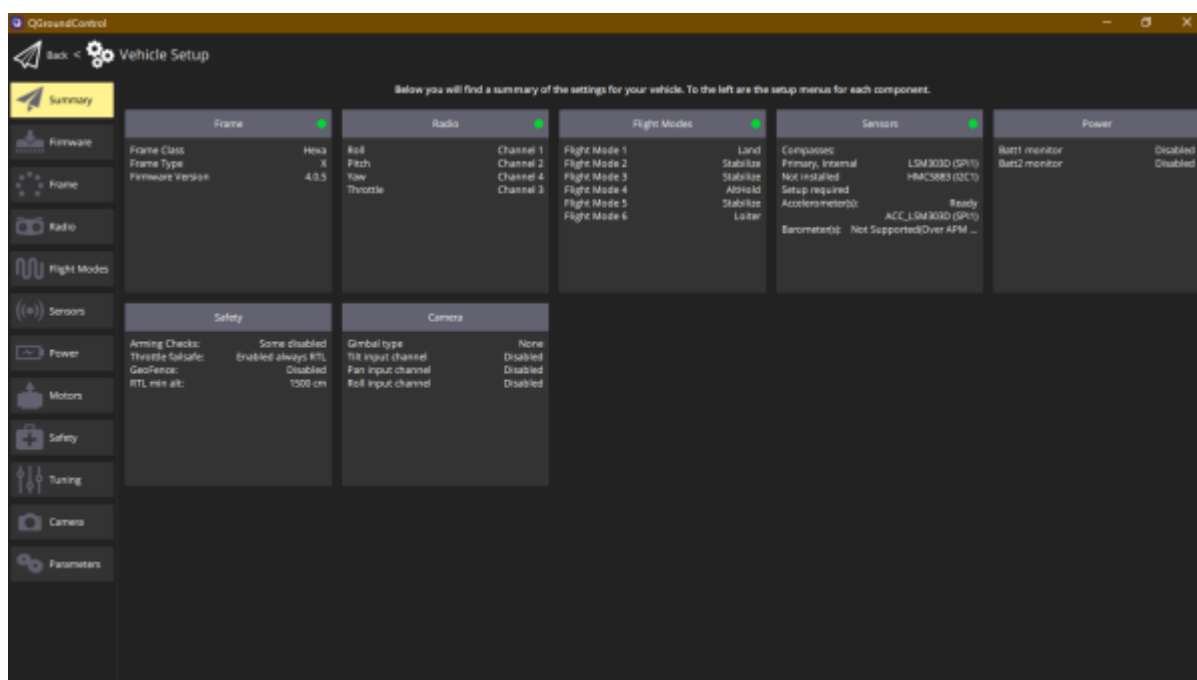 QGroundControl
Back < Vehicle Setup
Below you will find a summary of the settings for your vehicle. To the left are the setup menus for each component.
Summary
Firmware
Frame
Radio
Flight Modes
Sensors
Power
Motors
Safety
Tuning
Camera
Parameters
Frame
Frame Class Hexa
Frame Type X
Firmware Version 4.0.5
Radio
Roll Channel 1
Pitch Channel 2
Yaw Channel 4
Throttle Channel 3
Flight Modes
Flight Mode 1 Land
Flight Mode 2 Stabilize
Flight Mode 3 Stabilize
Flight Mode 4 AltHold
Flight Mode 5 Stabilize
Flight Mode 6 Loiter
Sensors
Compasses:
Primary, Internal LSM303D (SPI1)
Not installed HMC5883 (I2C1)
Setup required
Accelerometer(s): Ready
ACC_LSM303D (SPI1)
Barometer(s): Not Supported(Over APM ...
Power
Batt1 monitor Disabled
Batt2 monitor Disabled
Safety
Arming Checks: Some disabled
Throttle failsafe: Enabled always RTL
GeoFence: Disabled
RTL min alt: 1500 cm
Camera
Gimbal type None
Tilt input channel Disabled
Pan input channel Disabled
Roll input channel Disabled